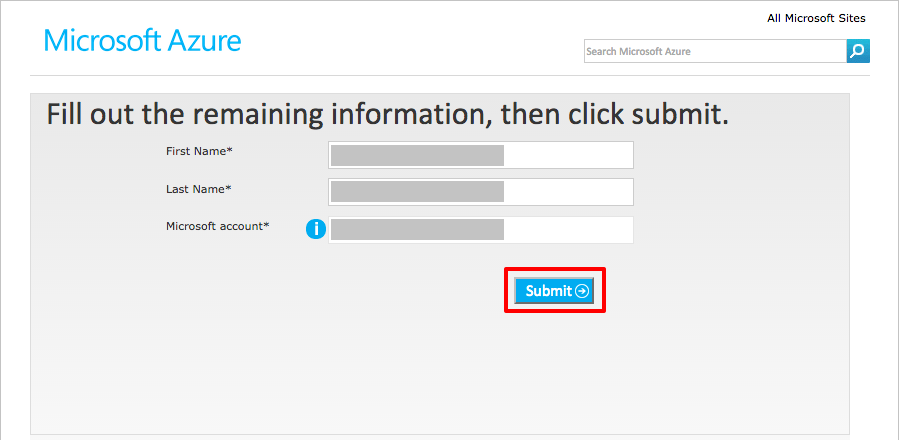 All Microsoft Sites
Microsoft Azure
Search Microsoft Azure
Fill out the remaining information, then click submit.
First Name*
Last Name*
Microsoft account*
i
Submit